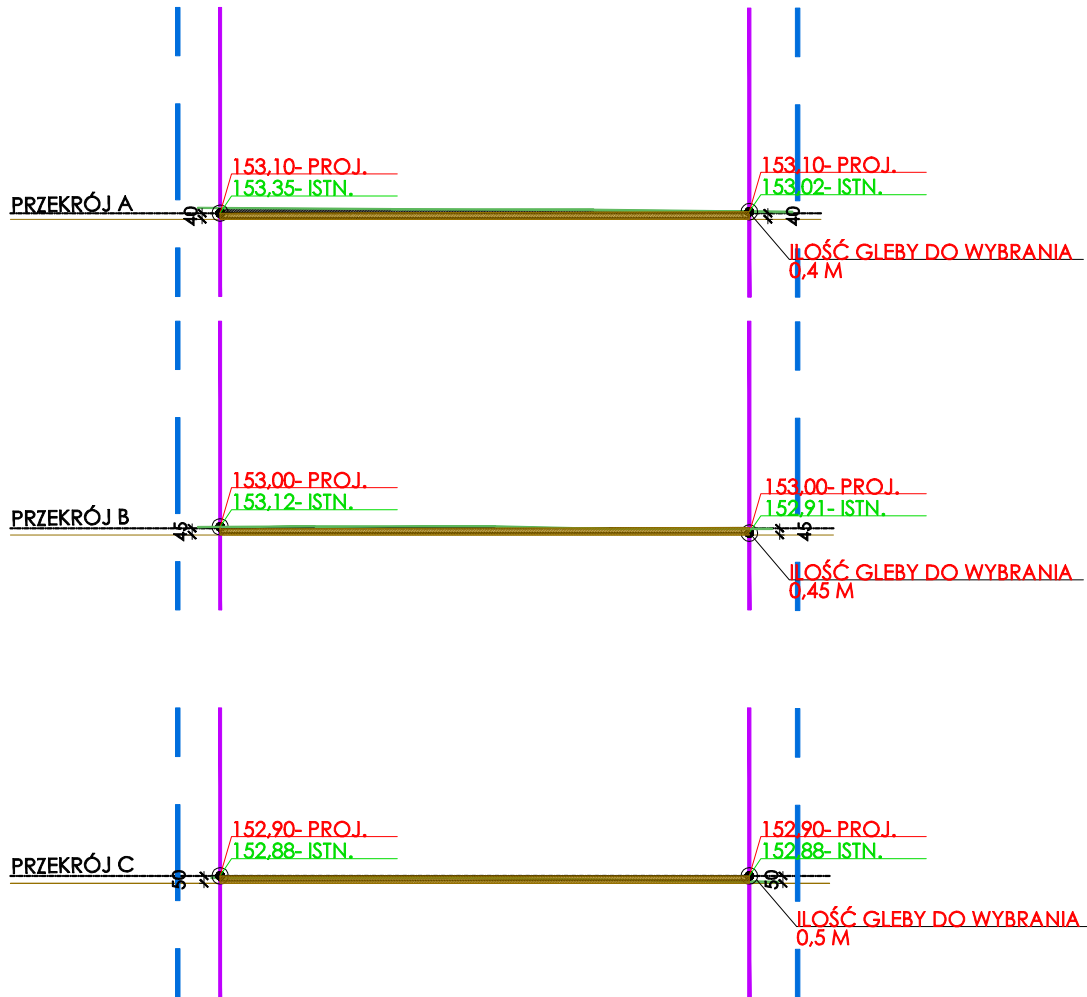 153,10- PROJ.
153,35- ISTN.
153,10- PROJ.
153,02- ISTN.
PRZEKRÓJ A
40
40
ILOŚĆ GLEBY DO WYBRANIA
0,4 M
153,00- PROJ.
153,12- ISTN.
153,00- PROJ.
152,91- ISTN.
PRZEKRÓJ B
45
45
ILOŚĆ GLEBY DO WYBRANIA
0,45 M
152,90- PROJ.
152,88- ISTN.
152,90- PROJ.
152,88- ISTN.
PRZEKRÓJ C
50
50
ILOŚĆ GLEBY DO WYBRANIA
0,5 M